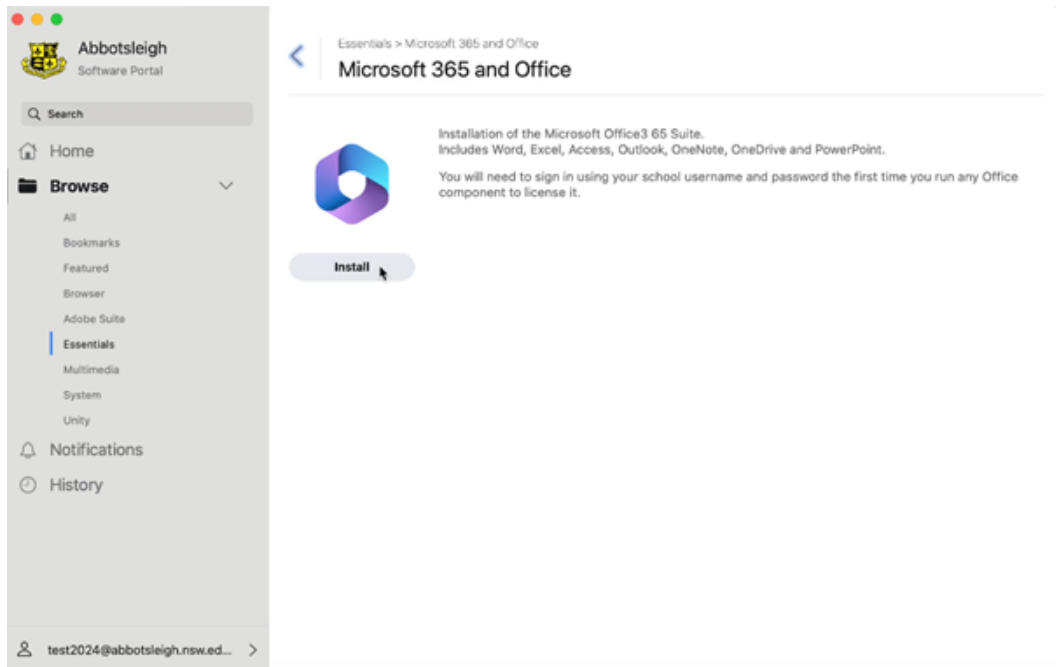 Abbotsleigh
Software Portal
Search
Home
Browse
All
Bookmarks
Featured
Browser
Adobe Suite
Essentials
Multimedia
System
Unity
Notifications
History
test2024@abbotsleigh.nsw.ed...
Essentials > Microsoft 365 and Office
Microsoft 365 and Office
Installation of the Microsoft Office3 65 Suite.
Includes Word, Excel, Access, Outlook, OneNote, OneDrive and PowerPoint.
You will need to sign in using your school username and password the first time you run any Office
component to license it.
Install